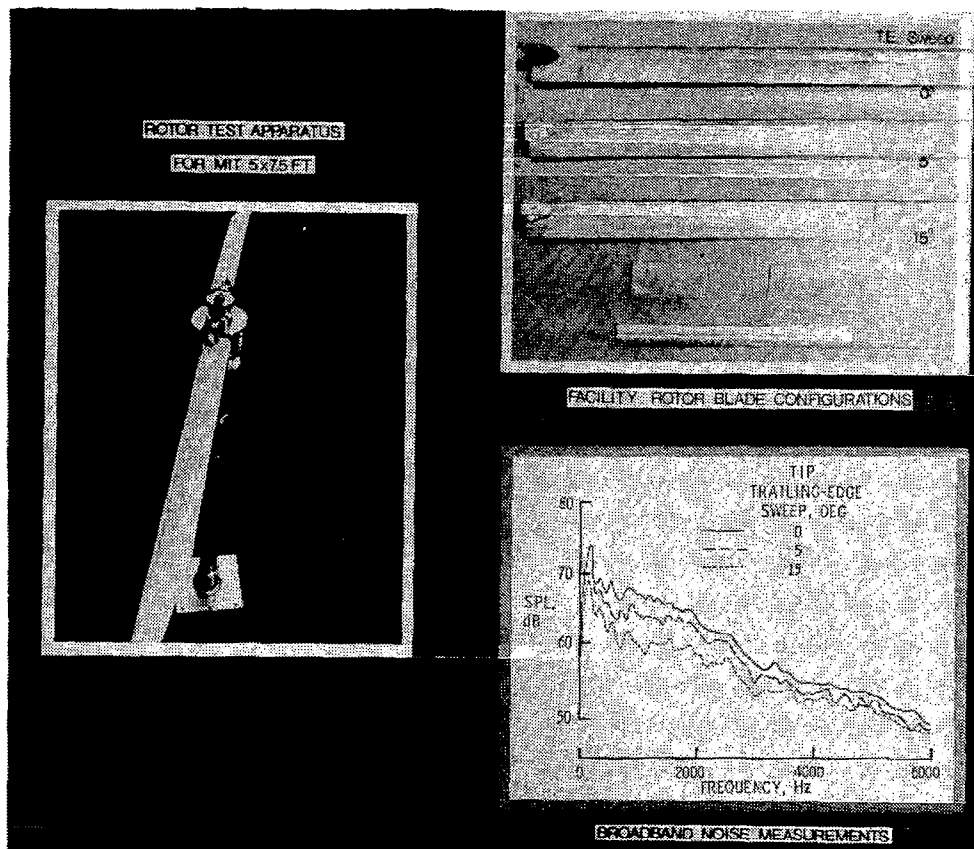 ROTOR TEST APPARATUS
FOR MIT 5x7.5 FT
T.E. Sweep
0°
5°
15°
FACILITY ROTOR BLADE CONFIGURATIONS
TIP
TRAILING-EDGE
SWEEP, DEG
0
5
15
80
70
SPL,
dB
60
50
0
2000
4000
6000
FREQUENCY, Hz
BROADBAND NOISE MEASUREMENTS